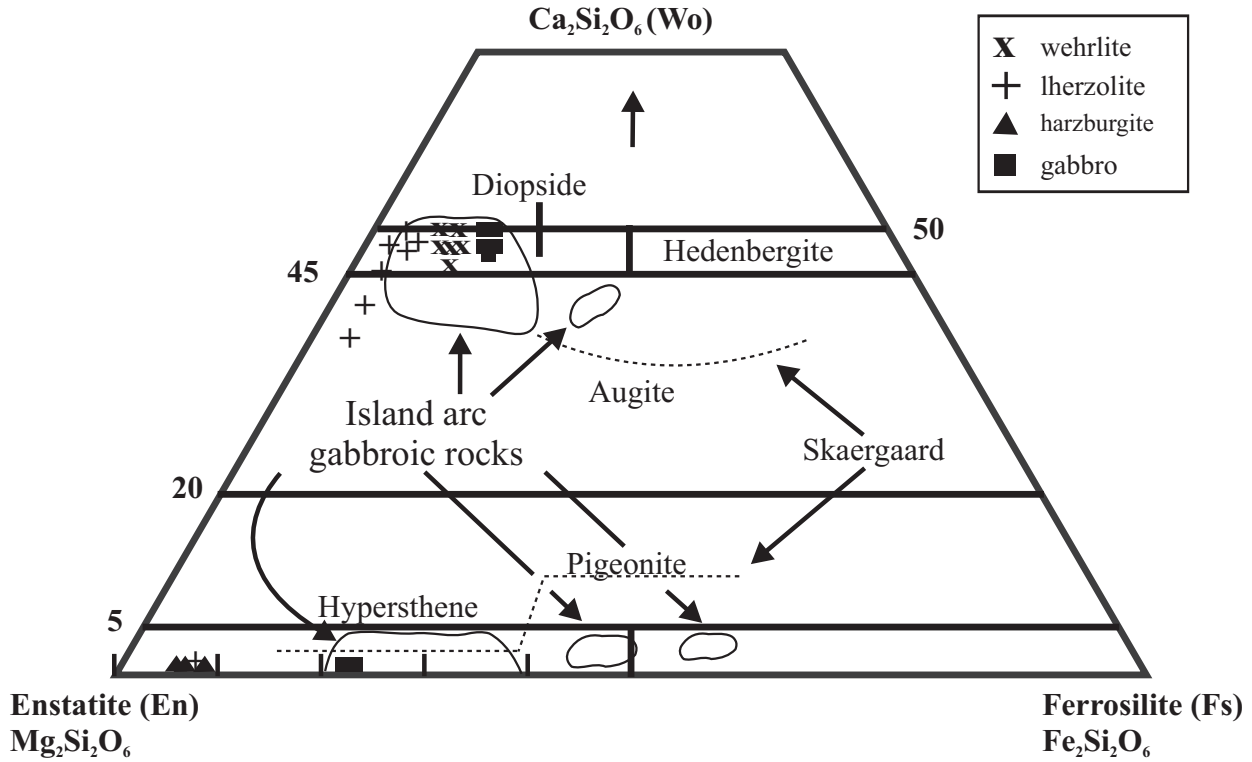 Ca₂Si₂O₆ (Wo)
x wehrlite
lherzolite
harzburgite
gabbro
Diopside
50
Hedenbergite
45
Augite
Island arc
gabbroic rocks
Skaergaard
20
Pigeonite
Hypersthene
5
Enstatite (En)
Mg₂Si₂O₆
Ferrosilite (Fs)
Fe₂Si₂O₆